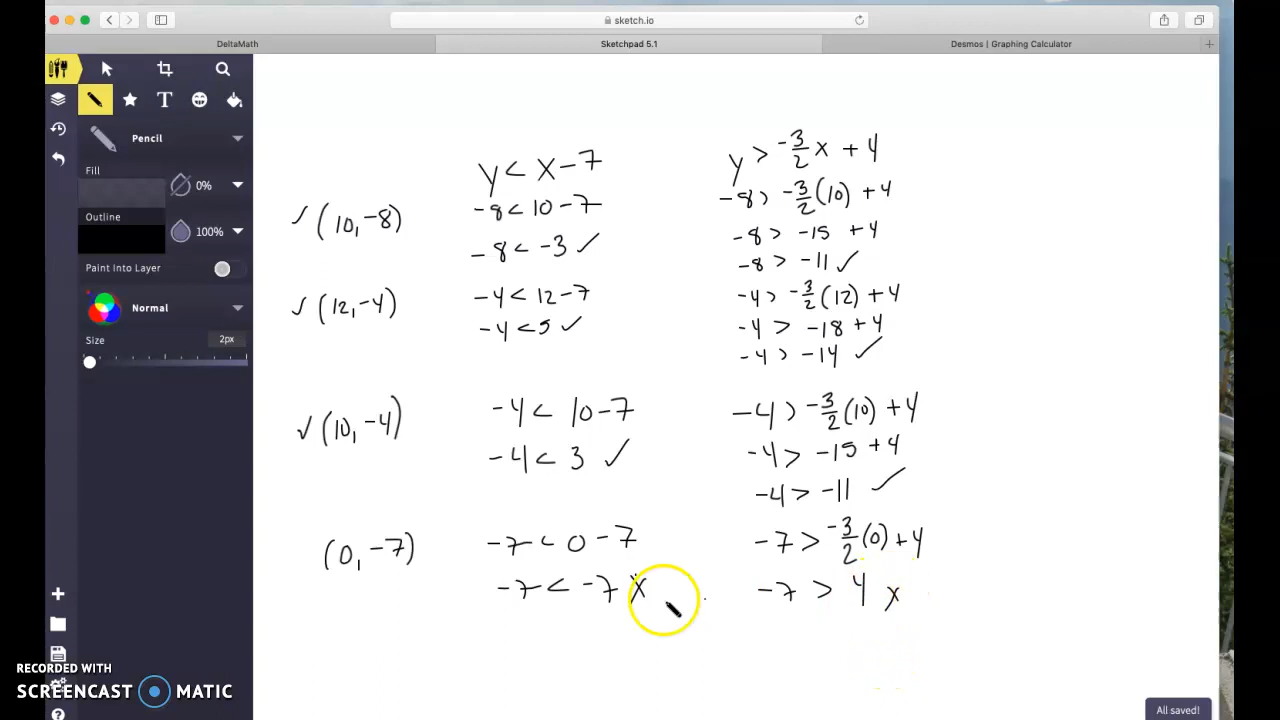 sketch.io
DeltaMath
Sketchpad 5.1
Desmos | Graphing Calculator
Pencil
Fill
0%
Outline
100%
Paint Into Layer
Normal
Size
2px
y < x - 7
y > -3/2 x + 4
✓ (10, -8)
-8 < 10 - 7
-8 > -3/2 (10) + 4
-8 < -3 ✓
-8 > -15 + 4
-8 > -11 ✓
✓ (12, -4)
-4 < 12 - 7
-4 > -3/2 (12) + 4
-4 < 5 ✓
-4 > -18 + 4
-4 > -14 ✓
✓ (10, -4)
-4 < 10 - 7
-4 > -3/2 (10) + 4
-4 < 3 ✓
-4 > -15 + 4
-4 > -11 ✓
(0, -7)
-7 < 0 - 7
-7 > -3/2 (0) + 4
-7 < -7 x
-7 > 4 x
RECORDED WITH
SCREENCAST MATIC
All saved!